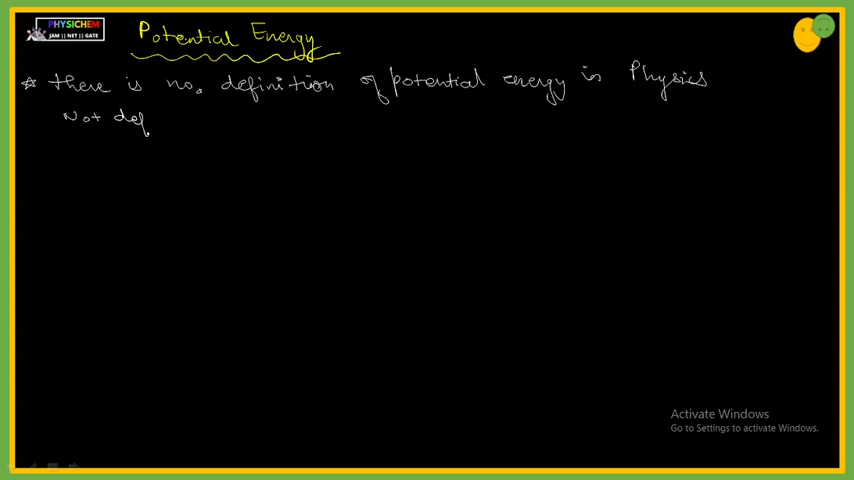 PHYSICHEM
JAM || NET || GATE
Potential Energy
☆ there is no. definition of potential energy in Physics
Not def
Activate Windows
Go to Settings to activate Windows.